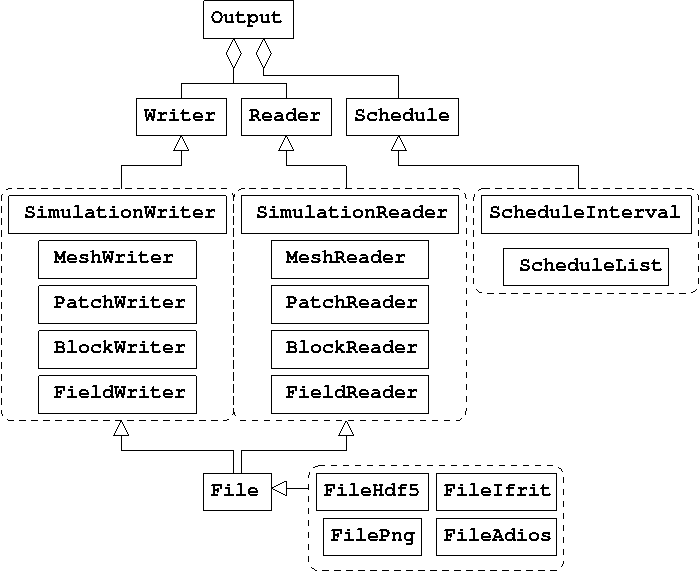 Output
Writer
Reader
Schedule
SimulationWriter
MeshWriter
PatchWriter
BlockWriter
FieldWriter
SimulationReader
MeshReader
PatchReader
BlockReader
FieldReader
ScheduleInterval
ScheduleList
File
FileHdf5
FileIfrit
FilePng
FileAdios